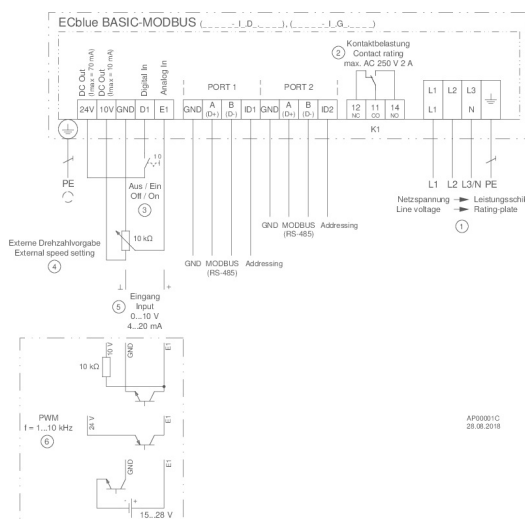 ECblue BASIC-MODBUS (_____-_I_D_.____), (_____-_I_G_.____)
Kontaktbelastung
2 Contact rating
max. AC 250 V 2 A
DC Out
(Imax = 70 mA)
DC Out
(Imax = 10 mA)
Digital In
Analog In
PORT 1 PORT 2
24V 10V GND D1 E1
GND A (D+) B (D-) ID1 GND A (D+) B (D-) ID2
12 NC 11 CO 14 NO
K1
L1 L2 L3
L1 N
PE
1 0
Aus / Ein
Off / On
3
L1 L2 L3/N PE
Netzspannung Leistungsschil
Line voltage Rating-plate
1
GND MODBUS Addressing
(RS-485)
GND MODBUS Addressing
(RS-485)
10 kΩ
Externe Drehzahlvorgabe
External speed setting
4
⊥ +
5 Eingang
Input
0...10 V
4...20 mA
10 V GND E1
10 kΩ
PWM
f = 1...10 kHz
6
24 V E1
GND E1
- +
15...28 V
AP00001C
28.08.2018